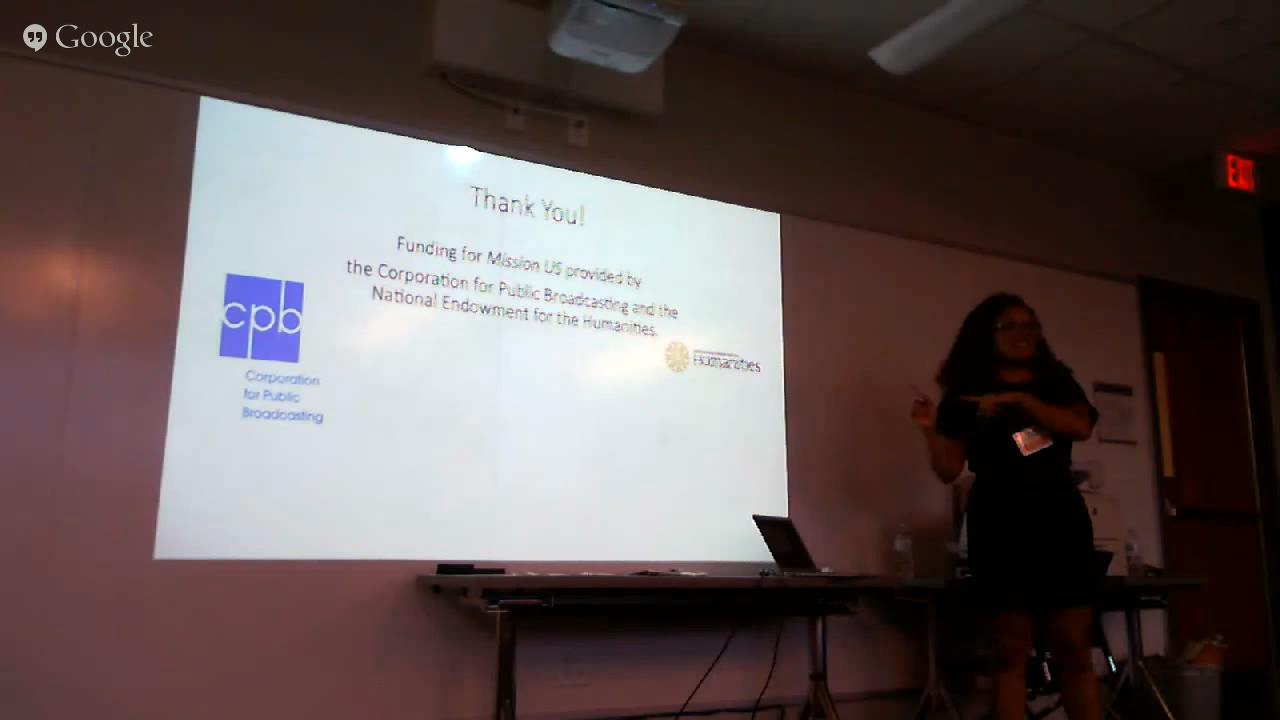 Google
Thank You!
Funding for Mission US provided by
the Corporation for Public Broadcasting and the
National Endowment for the Humanities.
cpb
Corporation
for Public
Broadcasting
Humanities
EXIT